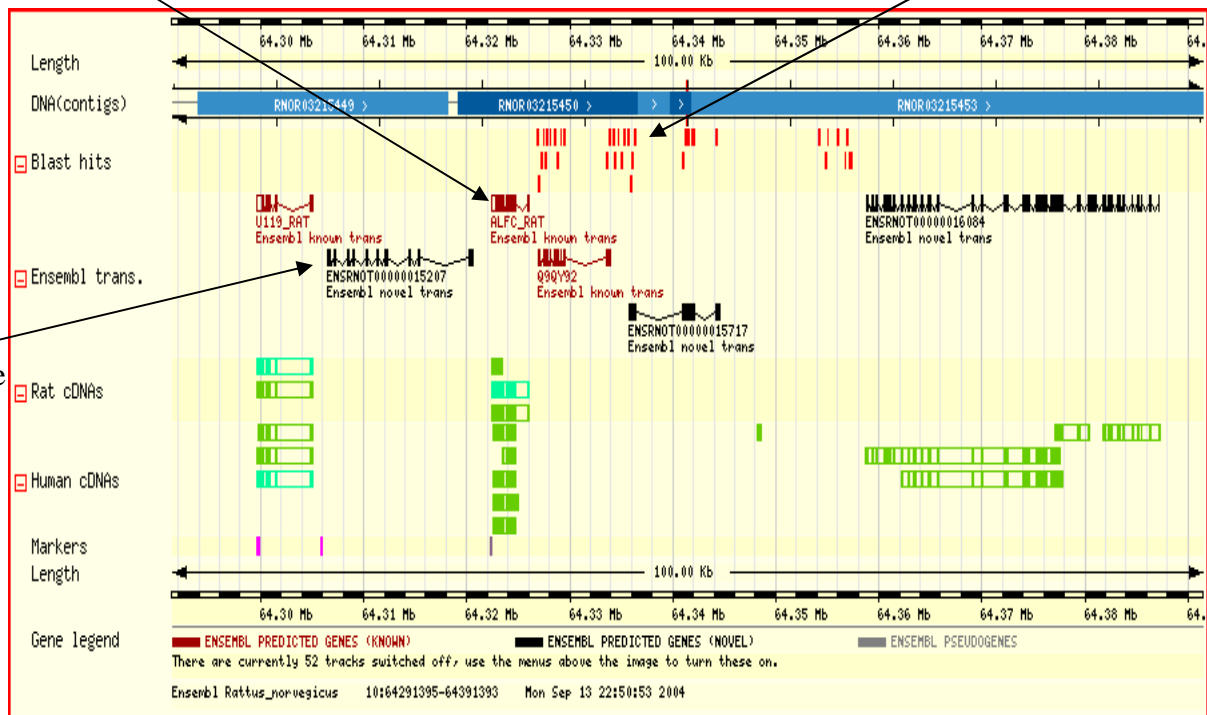 64.30 Mb 64.31 Mb 64.32 Mb 64.33 Mb 64.34 Mb 64.35 Mb 64.36 Mb 64.37 Mb 64.38 Mb 64.
Length 100.00 Kb
DNA(contigs) RNOR03215449 > RNOR03215450 > > > RNOR03215453 >
Blast hits
U119_RAT ALFC_RAT ENSRNOT00000016084
Ensembl known trans Ensembl known trans Ensembl novel trans
Ensembl trans.
ENSRNOT00000015207 Q9QY92
Ensembl novel trans Ensembl known trans
ENSRNOT00000015717
Ensembl novel trans
e
Rat cDNAs
Human cDNAs
Markers
Length 100.00 Kb
64.30 Mb 64.31 Mb 64.32 Mb 64.33 Mb 64.34 Mb 64.35 Mb 64.36 Mb 64.37 Mb 64.38 Mb 64.
Gene legend ENSEMBL PREDICTED GENES (KNOWN) ENSEMBL PREDICTED GENES (NOVEL) ENSEMBL PSEUDOGENES
There are currently 52 tracks switched off, use the menus above the image to turn these on.
Ensembl Rattus_norvegicus 10:64291395-64391393 Mon Sep 13 22:50:53 2004